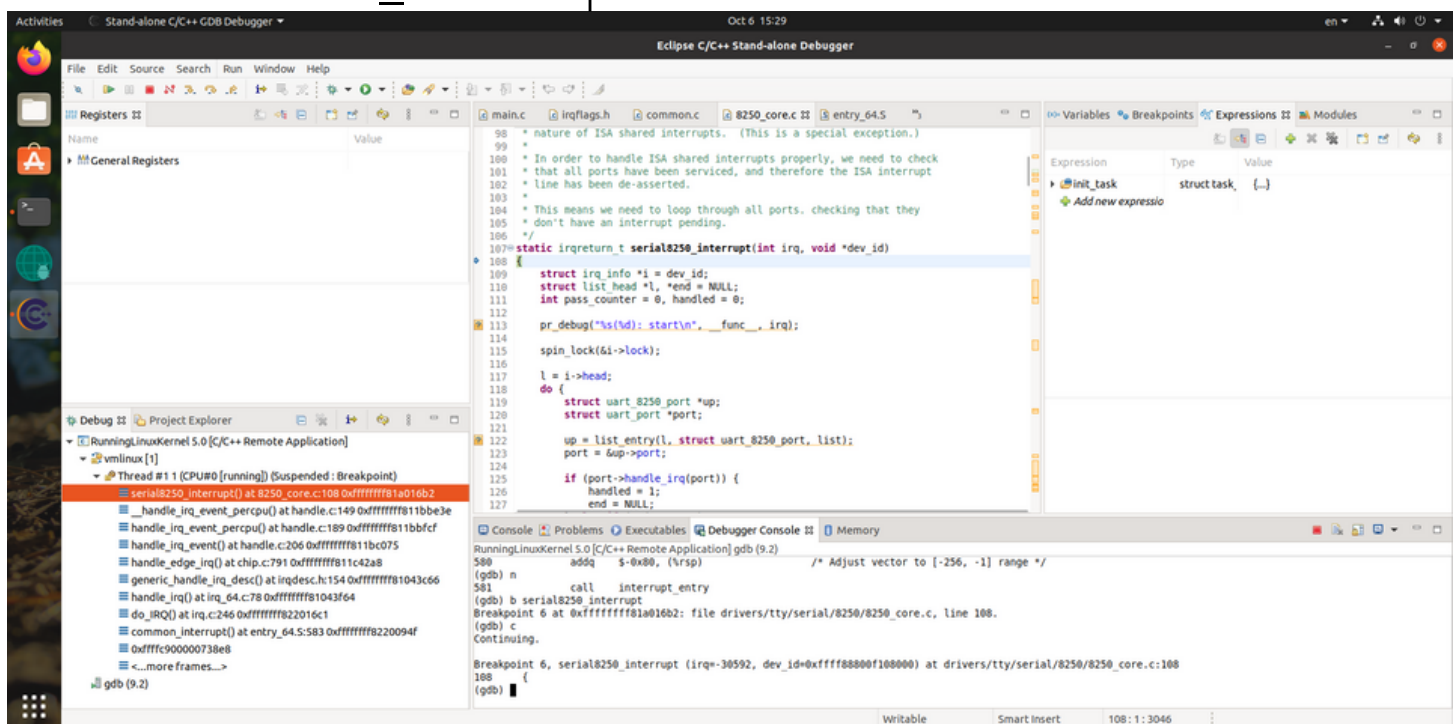 Activities
Stand-alone C/C++ GDB Debugger
Oct 6 15:29
en
Eclipse C/C++ Stand-alone Debugger
File Edit Source Search Run Window Help
Registers
Name Value
General Registers
Debug Project Explorer
RunningLinuxKernel 5.0 [C/C++ Remote Application]
vmlinux [1]
Thread #1 1 (CPU#0 [running]) (Suspended : Breakpoint)
serial8250_interrupt() at 8250_core.c:108 0xffffffff81a016b2
__handle_irq_event_percpu() at handle.c:149 0xffffffff811bbe3e
handle_irq_event_percpu() at handle.c:189 0xffffffff811bbfcf
handle_irq_event() at handle.c:206 0xffffffff811bc075
handle_edge_irq() at chip.c:791 0xffffffff811c42a8
generic_handle_irq_desc() at irqdesc.h:154 0xffffffff81043c66
handle_irq() at irq_64.c:78 0xffffffff81043f64
do_IRQ() at irq.c:246 0xffffffff822016c1
common_interrupt() at entry_64.S:583 0xffffffff8220094f
0xffffc900000738e8
<...more frames...>
gdb (9.2)
main.c irqflags.h common.c 8250_core.c entry_64.S
98 * nature of ISA shared interrupts. (This is a special exception.)
99 *
100 * In order to handle ISA shared interrupts properly, we need to check
101 * that all ports have been serviced, and therefore the ISA interrupt
102 * line has been de-asserted.
103 *
104 * This means we need to loop through all ports. checking that they
105 * don't have an interrupt pending.
106 */
107 static irqreturn_t serial8250_interrupt(int irq, void *dev_id)
108 {
109 struct irq_info *i = dev_id;
110 struct list_head *l, *end = NULL;
111 int pass_counter = 0, handled = 0;
112
113 pr_debug("%s(%d): start\n", __func__, irq);
114
115 spin_lock(&i->lock);
116
117 l = i->head;
118 do {
119 struct uart_8250_port *up;
120 struct uart_port *port;
121
122 up = list_entry(l, struct uart_8250_port, list);
123 port = &up->port;
124
125 if (port->handle_irq(port)) {
126 handled = 1;
127 end = NULL;
Variables Breakpoints Expressions Modules
Expression Type Value
init_task struct task_ {...}
Add new expressio
Console Problems Executables Debugger Console Memory
RunningLinuxKernel 5.0 [C/C++ Remote Application] gdb (9.2)
580 addq $-0x80, (%rsp) /* Adjust vector to [-256, -1] range */
(gdb) n
581 call interrupt_entry
(gdb) b serial8250_interrupt
Breakpoint 6 at 0xffffffff81a016b2: file drivers/tty/serial/8250/8250_core.c, line 108.
(gdb) c
Continuing.
Breakpoint 6, serial8250_interrupt (irq=-30592, dev_id=0xffff88800f108000) at drivers/tty/serial/8250/8250_core.c:108
108 {
(gdb)
Writable Smart Insert 108 : 1 : 3046